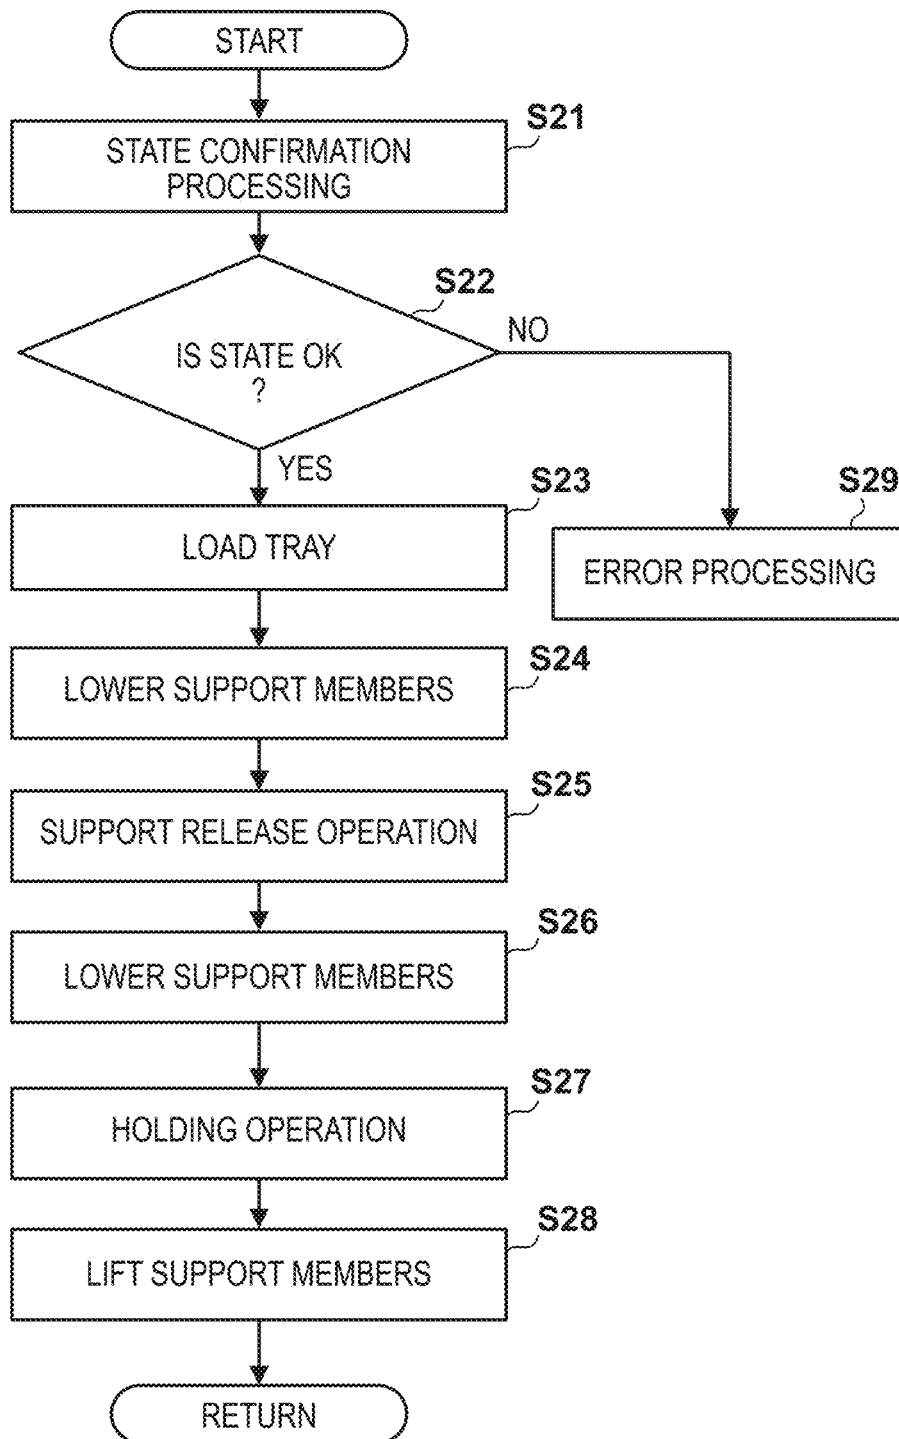 START
S21
STATE CONFIRMATION
PROCESSING
S22
NO
IS STATE OK
?
YES
S23
LOAD TRAY
S29
ERROR PROCESSING
S24
LOWER SUPPORT MEMBERS
S25
SUPPORT RELEASE OPERATION
S26
LOWER SUPPORT MEMBERS
S27
HOLDING OPERATION
S28
LIFT SUPPORT MEMBERS
RETURN